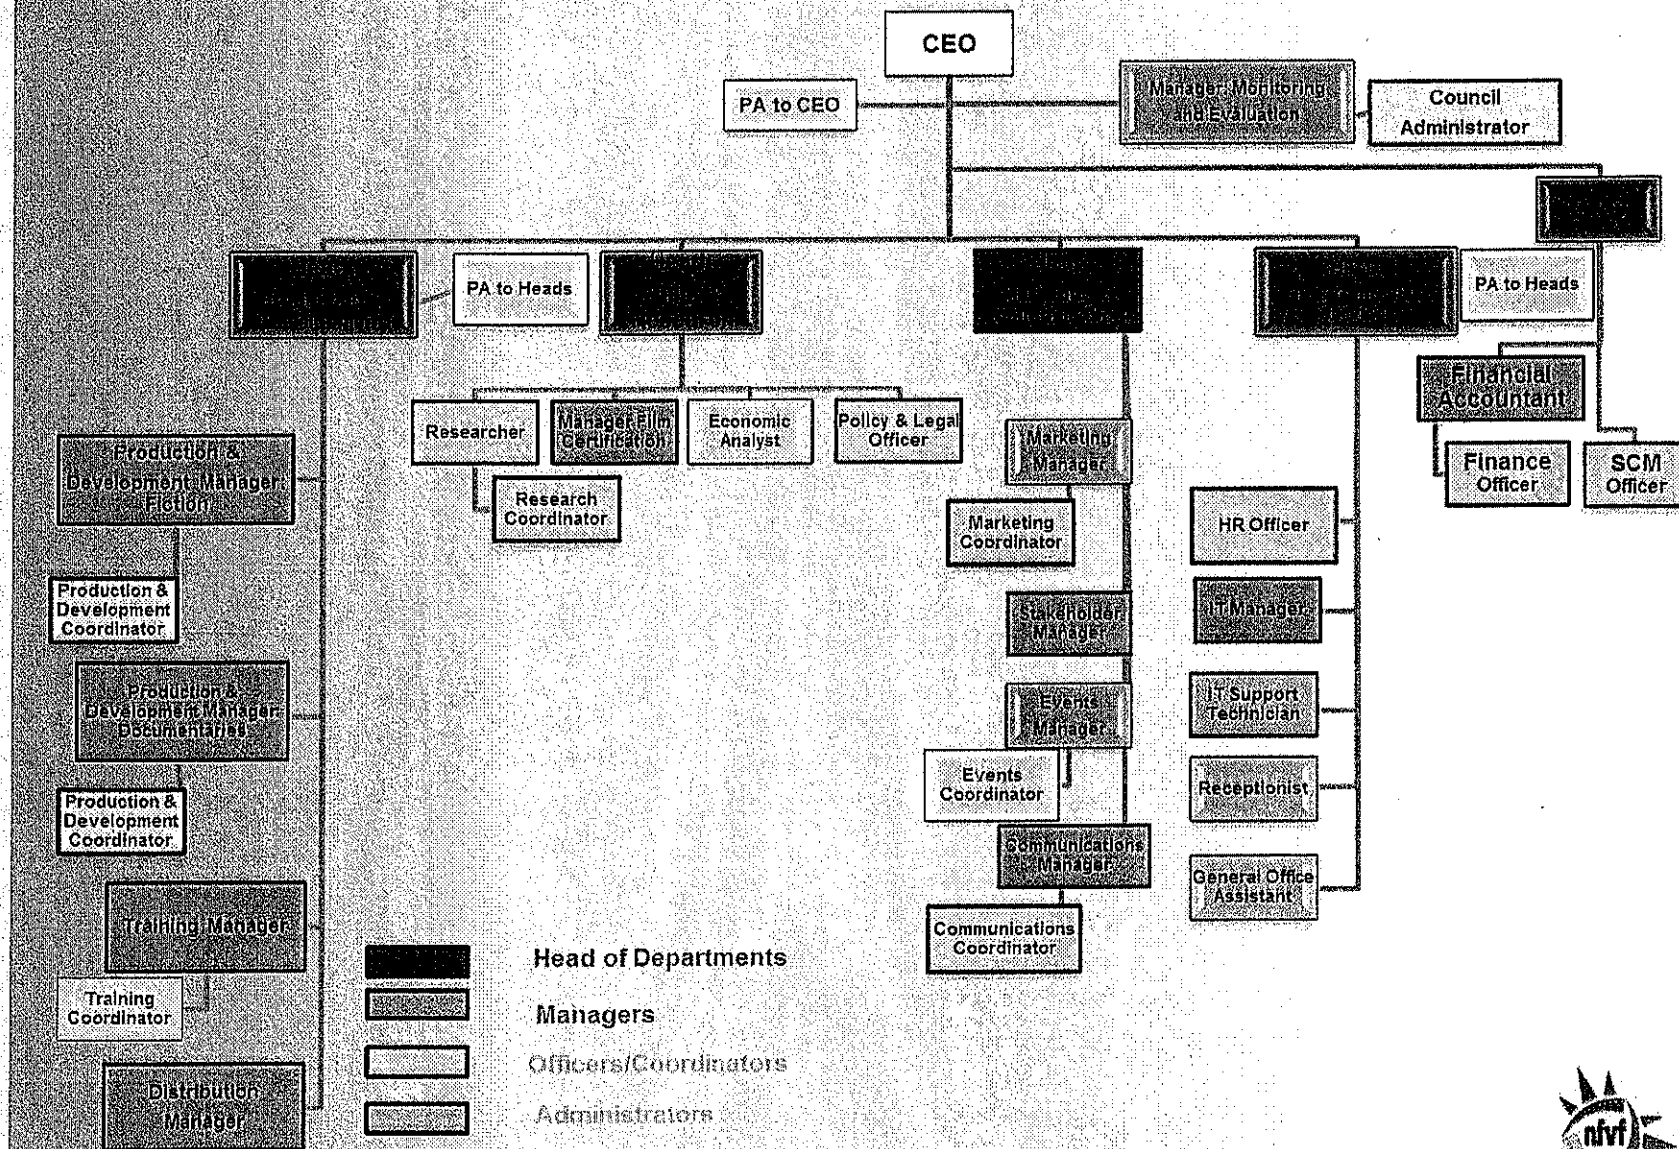 CEO
PA to CEO
Manager: Monitoring
and Evaluation
Council
Administrator
PA to Heads
PA to Heads
Financial
Accountant
Finance
Officer
SCM
Officer
Researcher
Manager Film
Certification
Economic
Analyst
Policy & Legal
Officer
Research
Coordinator
Production &
Development Manager:
Fiction
Production &
Development
Coordinator
Production &
Development Manager:
Documentaries
Production &
Development
Coordinator
Training Manager
Training
Coordinator
Distribution
Manager
Marketing
Manager
Marketing
Coordinator
Stakeholder
Manager
Events
Manager
Events
Coordinator
Communications
Manager
Communications
Coordinator
HR Officer
IT Manager
IT Support
Technician
Receptionist
General Office
Assistant
Head of Departments
Managers
Officers/Coordinators
Administrators
nfvf